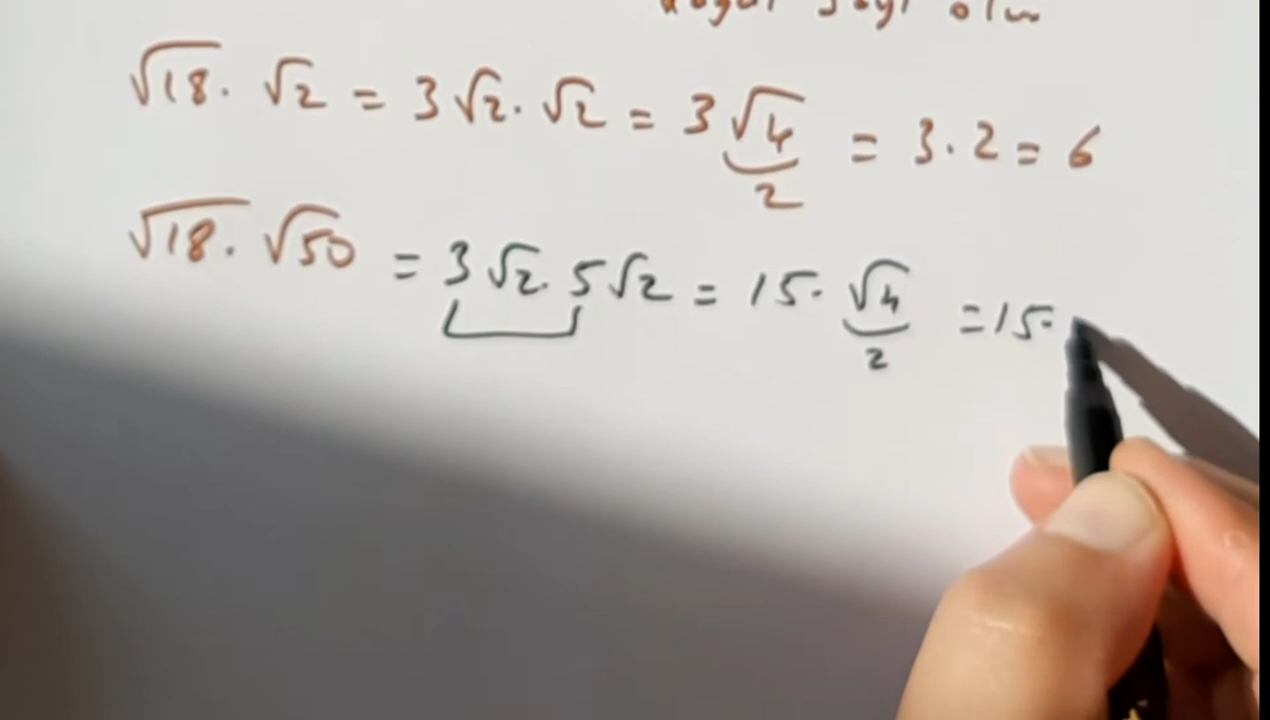 √18 . √2 = 3√2 . √2 = 3√4 = 3 . 2 = 6
2
√18 . √50 = 3√2 . 5√2 = 15 . √4 = 15 .
2